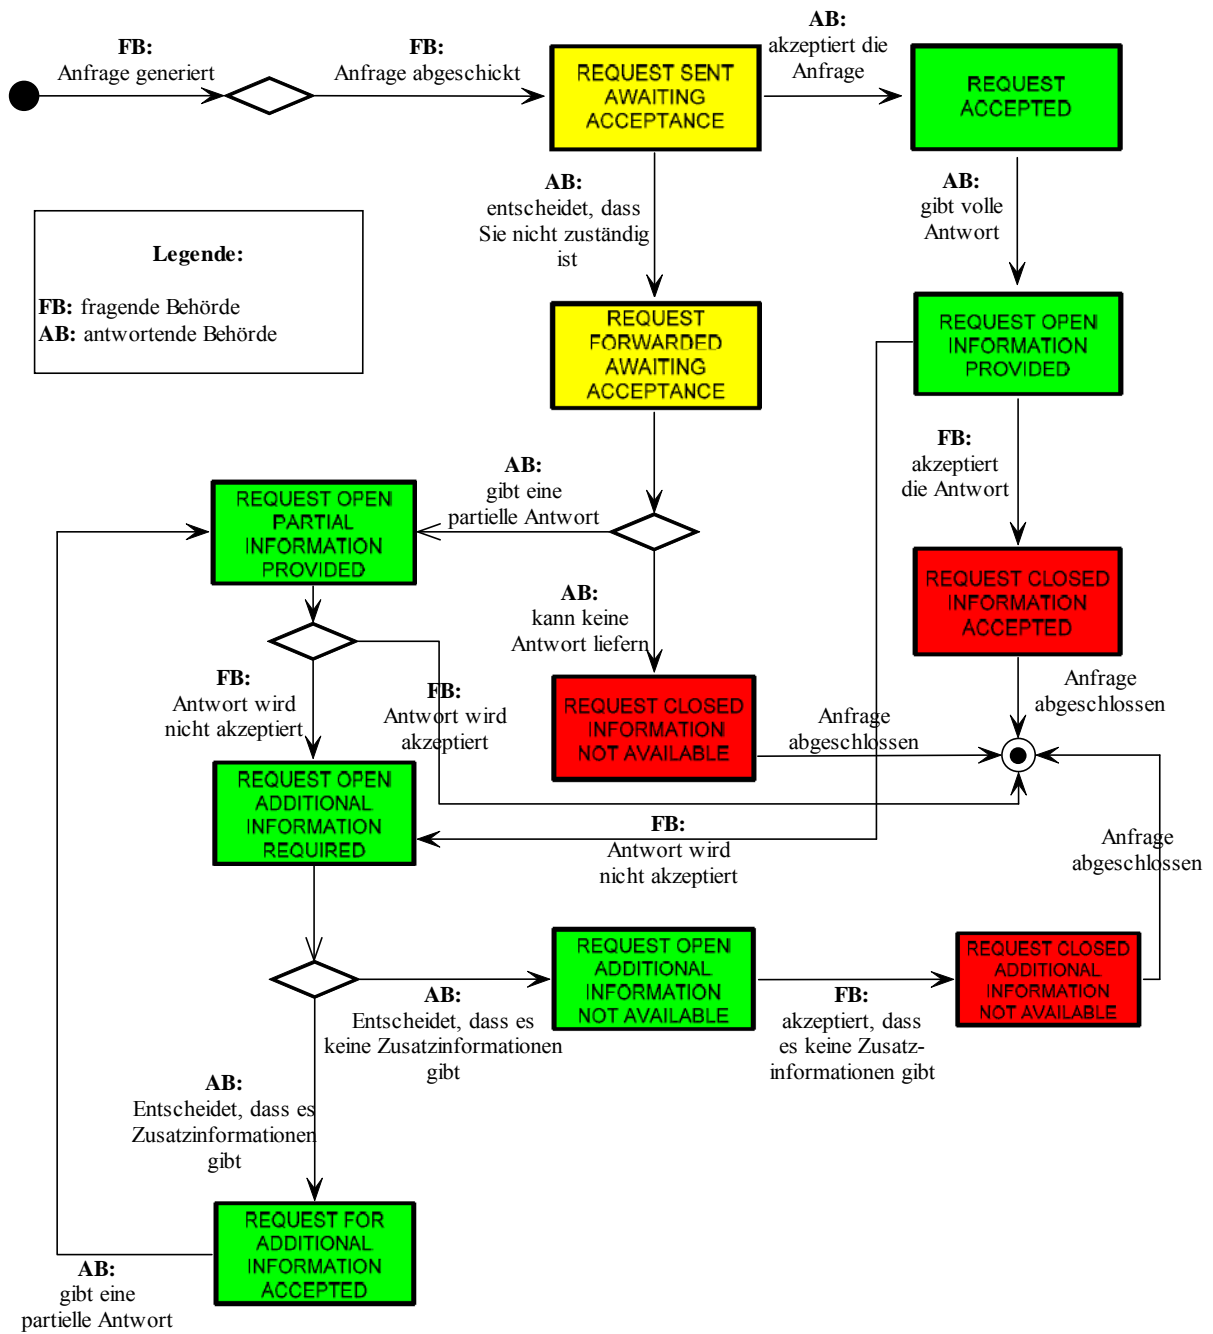 FB:
Anfrage generiert
FB:
Anfrage abgeschickt
REQUEST SENT
AWAITING
ACCEPTANCE
AB:
akzeptiert die
Anfrage
REQUEST
ACCEPTED
AB:
entscheidet, dass
Sie nicht zuständig
ist
AB:
gibt volle
Antwort
Legende:
FB: fragende Behörde
AB: antwortende Behörde
REQUEST
FORWARDED
AWAITING
ACCEPTANCE
REQUEST OPEN
INFORMATION
PROVIDED
FB:
akzeptiert
die Antwort
AB:
gibt eine
partielle Antwort
REQUEST OPEN
PARTIAL
INFORMATION
PROVIDED
AB:
kann keine
Antwort liefern
REQUEST CLOSED
INFORMATION
ACCEPTED
FB:
Antwort wird
nicht akzeptiert
FB:
Antwort wird
akzeptiert
REQUEST CLOSED
INFORMATION
NOT AVAILABLE
Anfrage
abgeschlossen
Anfrage
abgeschlossen
REQUEST OPEN
ADDITIONAL
INFORMATION
REQUIRED
FB:
Antwort wird
nicht akzeptiert
Anfrage
abgeschlossen
REQUEST OPEN
ADDITIONAL
INFORMATION
NOT AVAILABLE
REQUEST CLOSED
ADDITIONAL
INFORMATION
NOT AVAILABLE
AB:
Entscheidet, dass es
keine Zusatzinformationen
gibt
FB:
akzeptiert, dass
es keine Zusatz-
informationen gibt
AB:
Entscheidet, dass es
Zusatzinformationen
gibt
REQUEST FOR
ADDITIONAL
INFORMATION
ACCEPTED
AB:
gibt eine
partielle Antwort